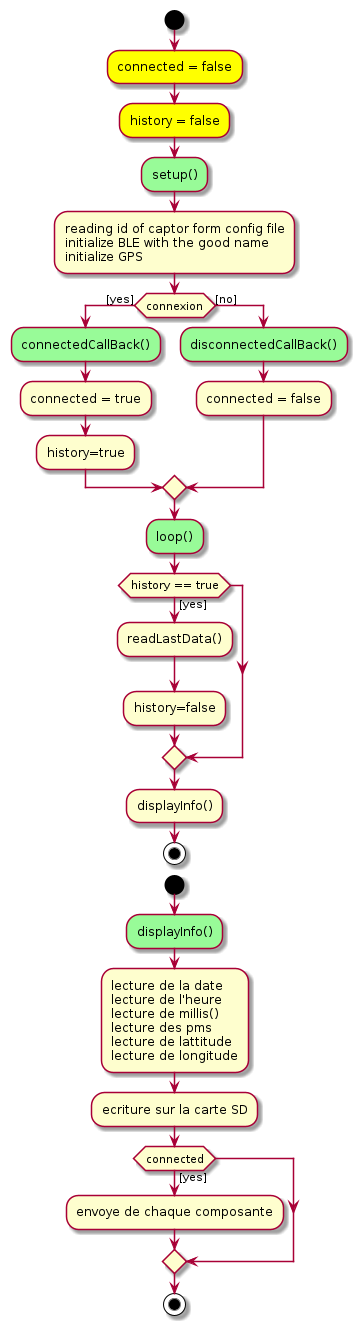 connected = false
history = false
setup()
reading id of captor form config file
initialize BLE with the good name
initialize GPS
[yes]
connexion
[no]
connectedCallBack()
disconnectedCallBack()
connected = true
connected = false
history=true
loop()
history == true
[yes]
readLastData()
history=false
displayInfo()
displayInfo()
lecture de la date
lecture de l'heure
lecture de millis()
lecture des pms
lecture de lattitude
lecture de longitude
ecriture sur la carte SD
connected
[yes]
envoye de chaque composante